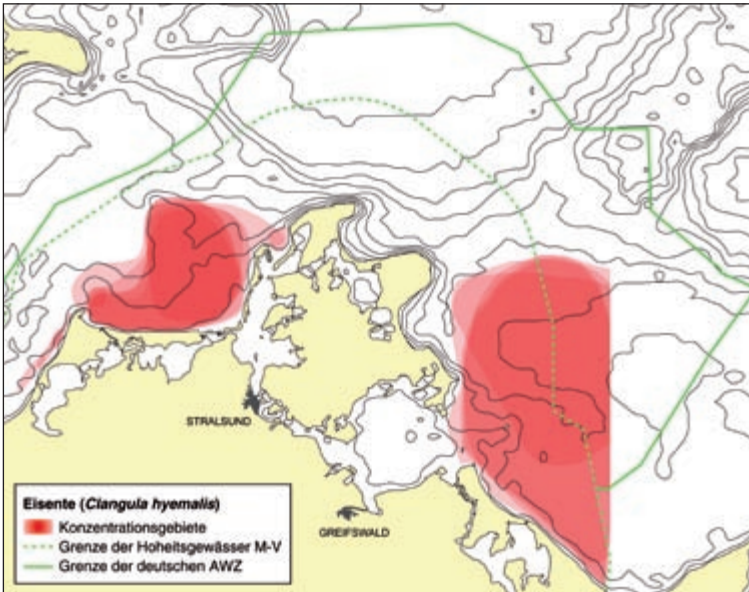 STRALSUND
GREIFSWALD
Eisente (Clangula hyemalis)
Konzentrationsgebiete
Grenze der Hoheitsgewässer M-V
Grenze der deutschen AWZ